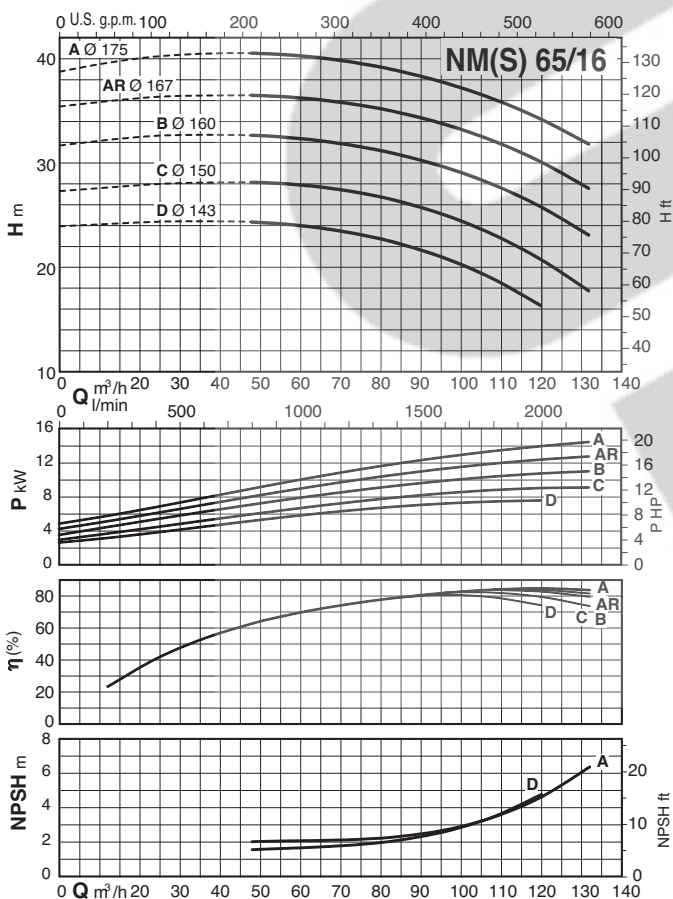 0 U.S. g.p.m. 100 200 300 400 500 600
NM(S) 65/16
A Ø 175
AR Ø 167
B Ø 160
C Ø 150
D Ø 143
H m
40
30
20
10
130
120
110
100
90
80
70
60
50
40
H ft
0 Q m³/h 20 30 40 50 60 70 80 90 100 110 120 130 140
0 l/min 500 1000 1500 2000
P kW
16
12
8
4
0
A
AR
B
C
D
20
16
12
8
4
0
P HP
η (%)
80
60
40
20
0
A
AR
D C B
NPSH m
8
6
4
2
0
D
A
20
10
0
NPSH ft
0 Q m³/h 30 40 50 60 70 80 90 100 110 120 130 140